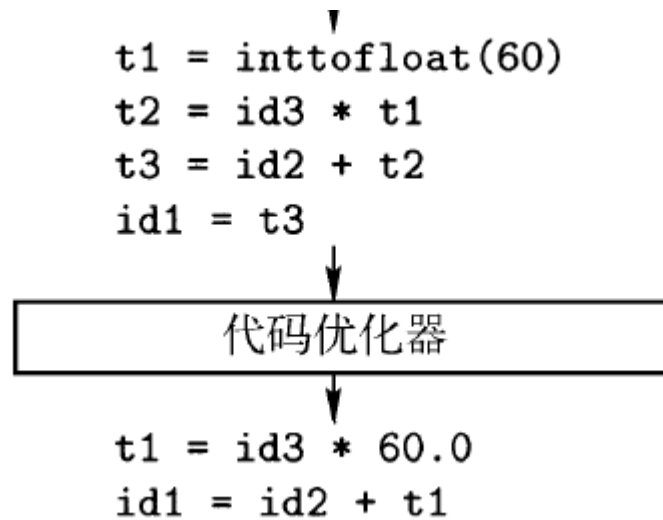 t1 = inttofloat(60)
t2 = id3 * t1
t3 = id2 + t2
id1 = t3
代码优化器
t1 = id3 * 60.0
id1 = id2 + t1